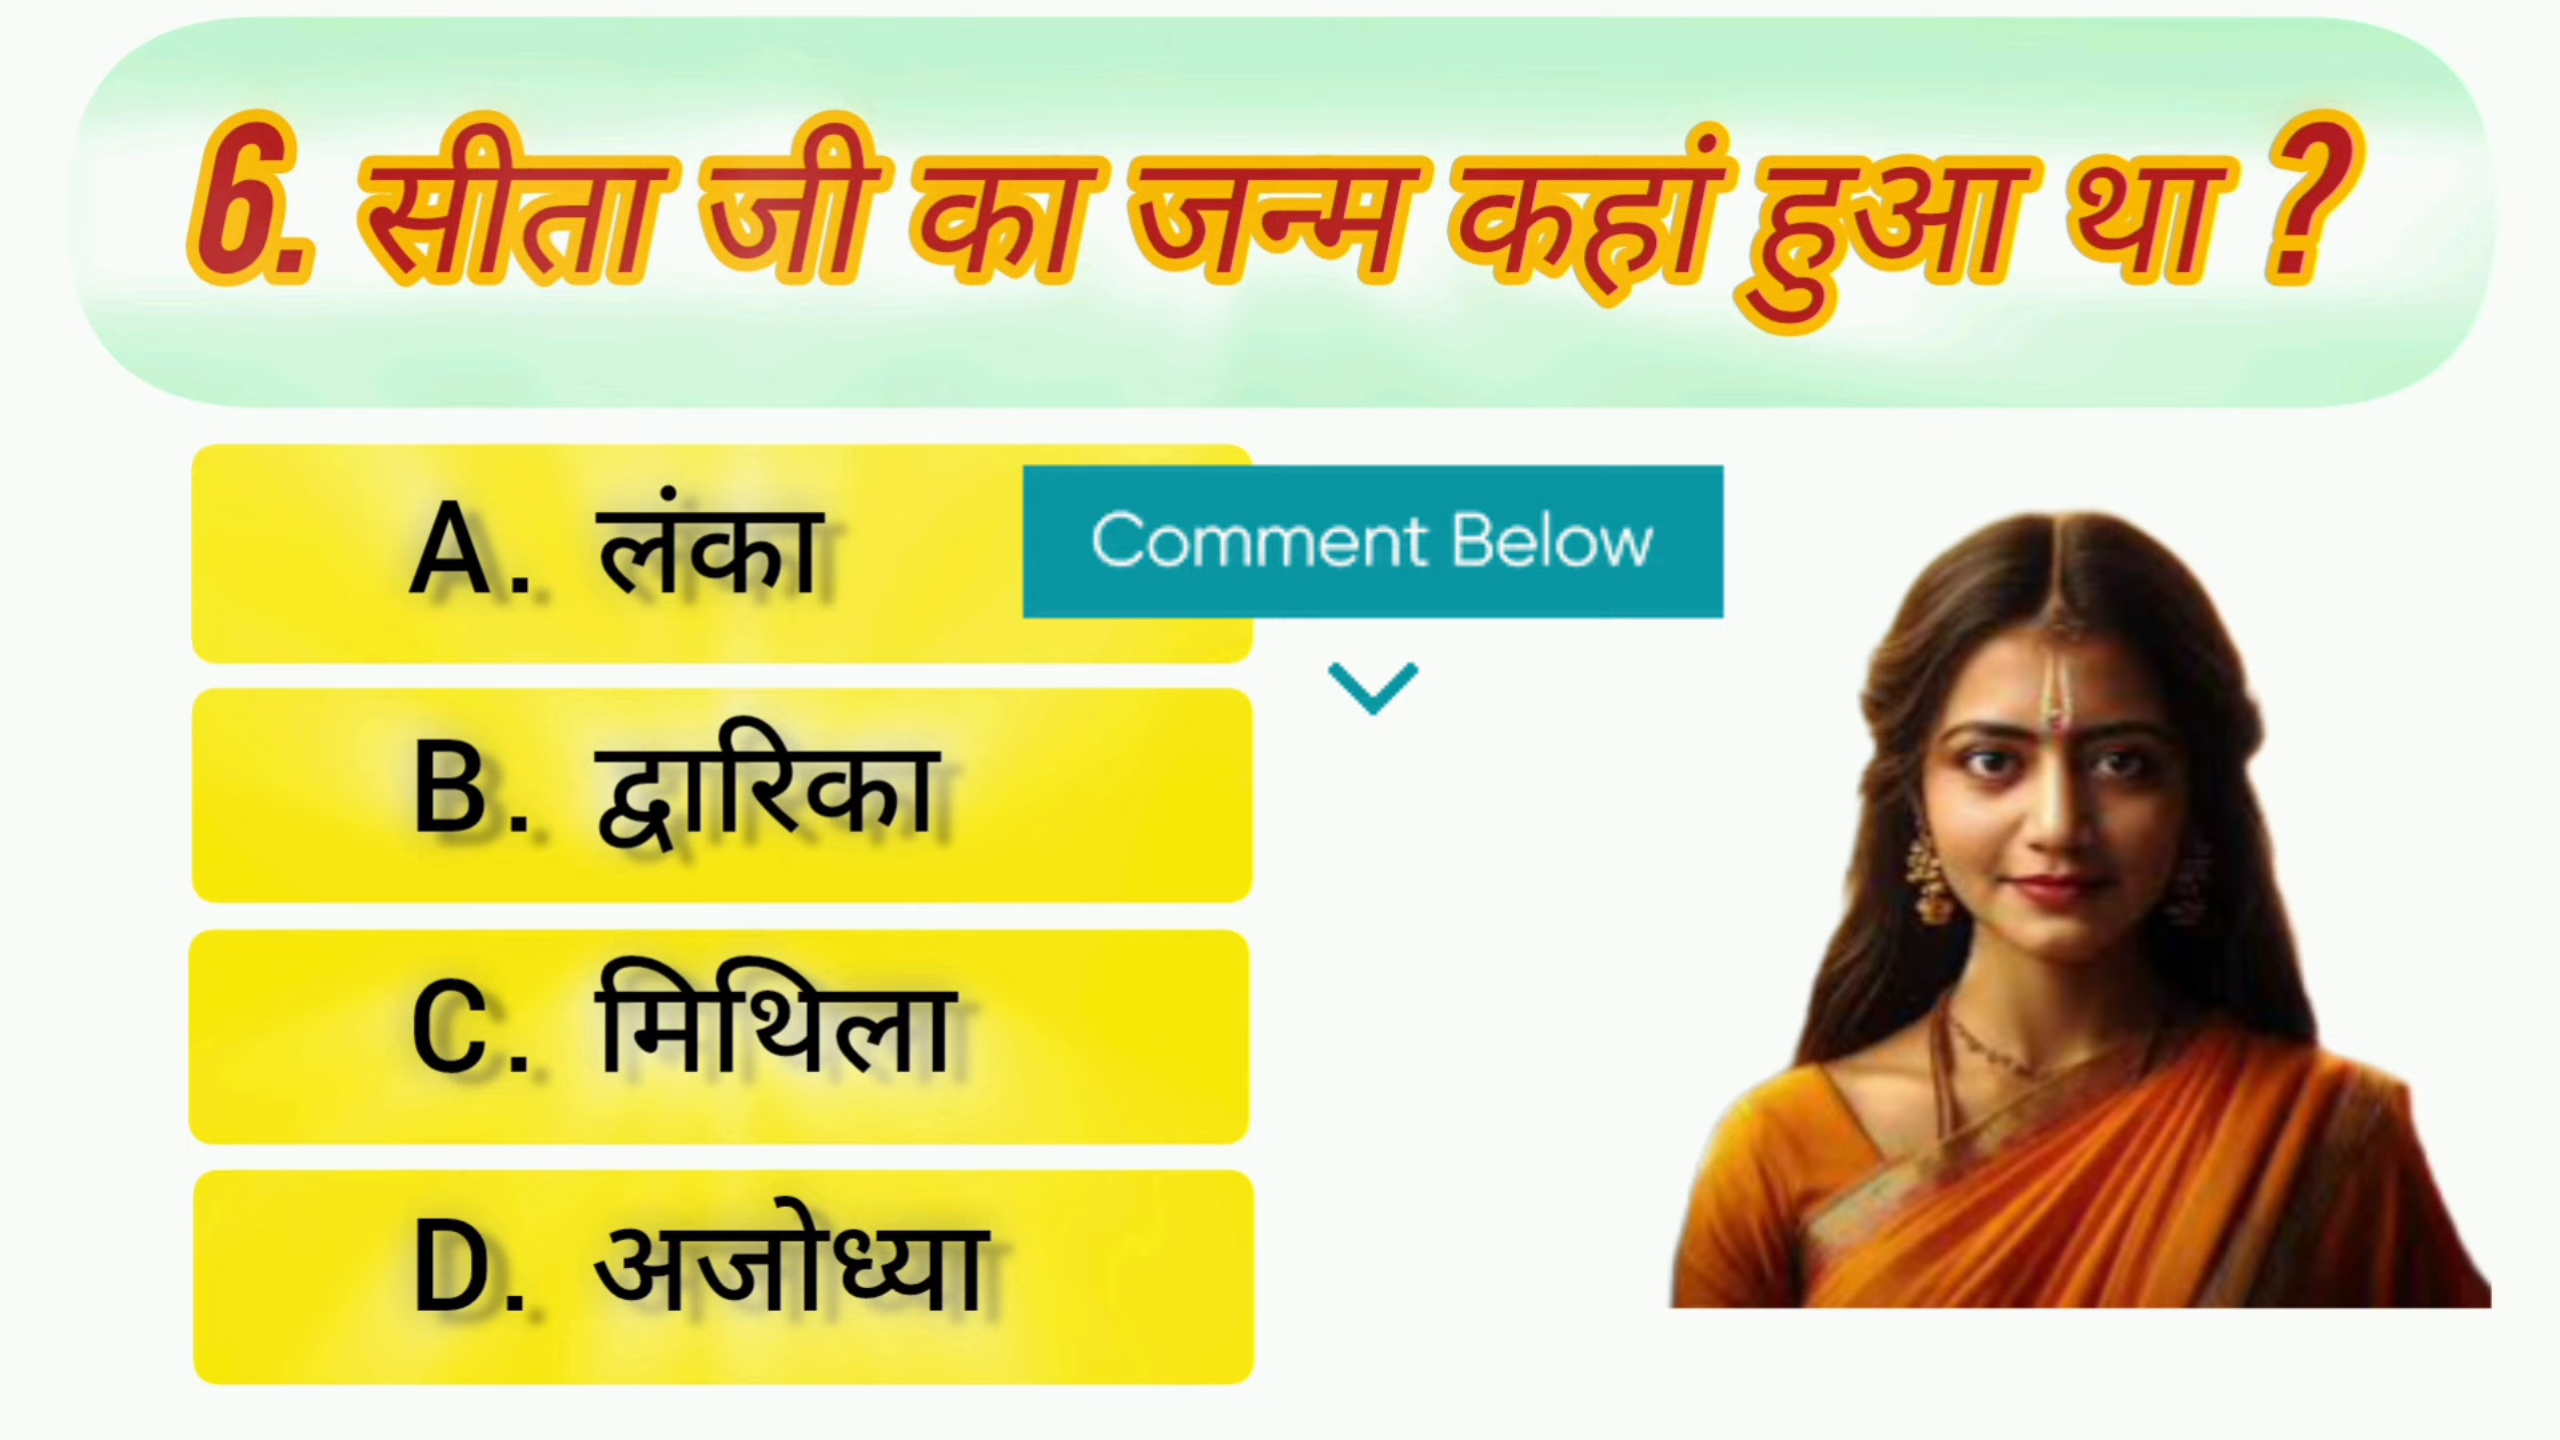 6. सीता जी का जन्म कहां हुआ था ?
A. लंका
Comment Below
B. द्वारिका
C. मिथिला
D. अजोध्या